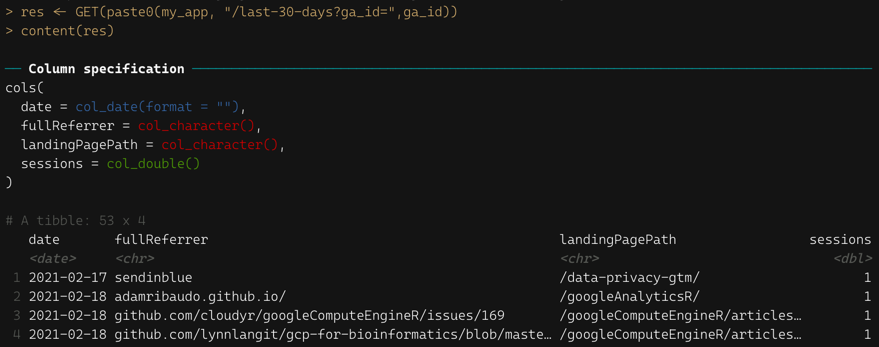 > res <- GET(paste0(my_app, "/last-30-days?ga_id=",ga_id))
> content(res)
── Column specification ──
cols(
  date = col_date(format = ""),
  fullReferrer = col_character(),
  landingPagePath = col_character(),
  sessions = col_double()
)
# A tibble: 53 x 4
   date       fullReferrer                                             landingPagePath                sessions
   <date>     <chr>                                                    <chr>                             <dbl>
 1 2021-02-17 sendinblue                                               /data-privacy-gtm/                    1
 2 2021-02-18 adamribaudo.github.io/                                   /googleAnalyticsR/                    1
 3 2021-02-18 github.com/cloudyr/googleComputeEngineR/issues/169       /googleComputeEngineR/articles…        1
 4 2021-02-18 github.com/lynnlangit/gcp-for-bioinformatics/blob/maste… /googleComputeEngineR/articles…        1